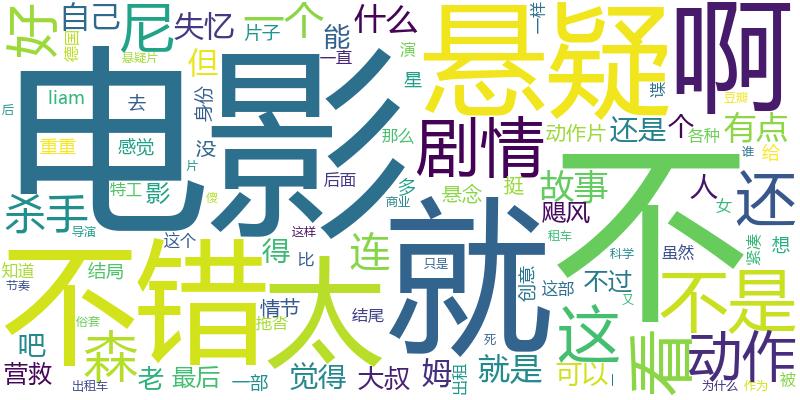 好
自己
尼
失忆
一个
片子
能
什么
德国
悬疑片
但
一直
演
星
一样
悬疑
谍
啊
豆瓣
后
liam
去
身份
重重
感觉
没
电影
特工
影
片
傻
后面
那么
多
商业
剧情
动作片
悬念
挺
还是
个
各种
有点
谁
给
故事
飓风
人
女
还
杀手
导演
这个
这样
得
比
连
就
不
租车
科学
虽然
紧凑
想
知道
节奏
结局
不错
太
情节
拖沓
俗套
结尾
只是
创意
这部
不过
又
不是
这
看
动作
吧
森
死
营救
出租车
老
最后
一部
觉得
大叔
姆
出租
就是
可以
一
为什么
作为
被